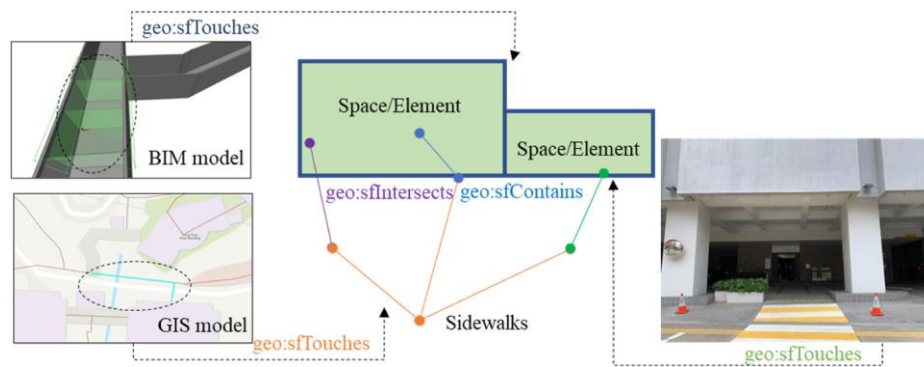 geo:sfTouches
BIM model
Space/Element
Space/Element
geo:sfIntersects
geo:sfContains
GIS model
geo:sfTouches
Sidewalks
geo:sfTouches